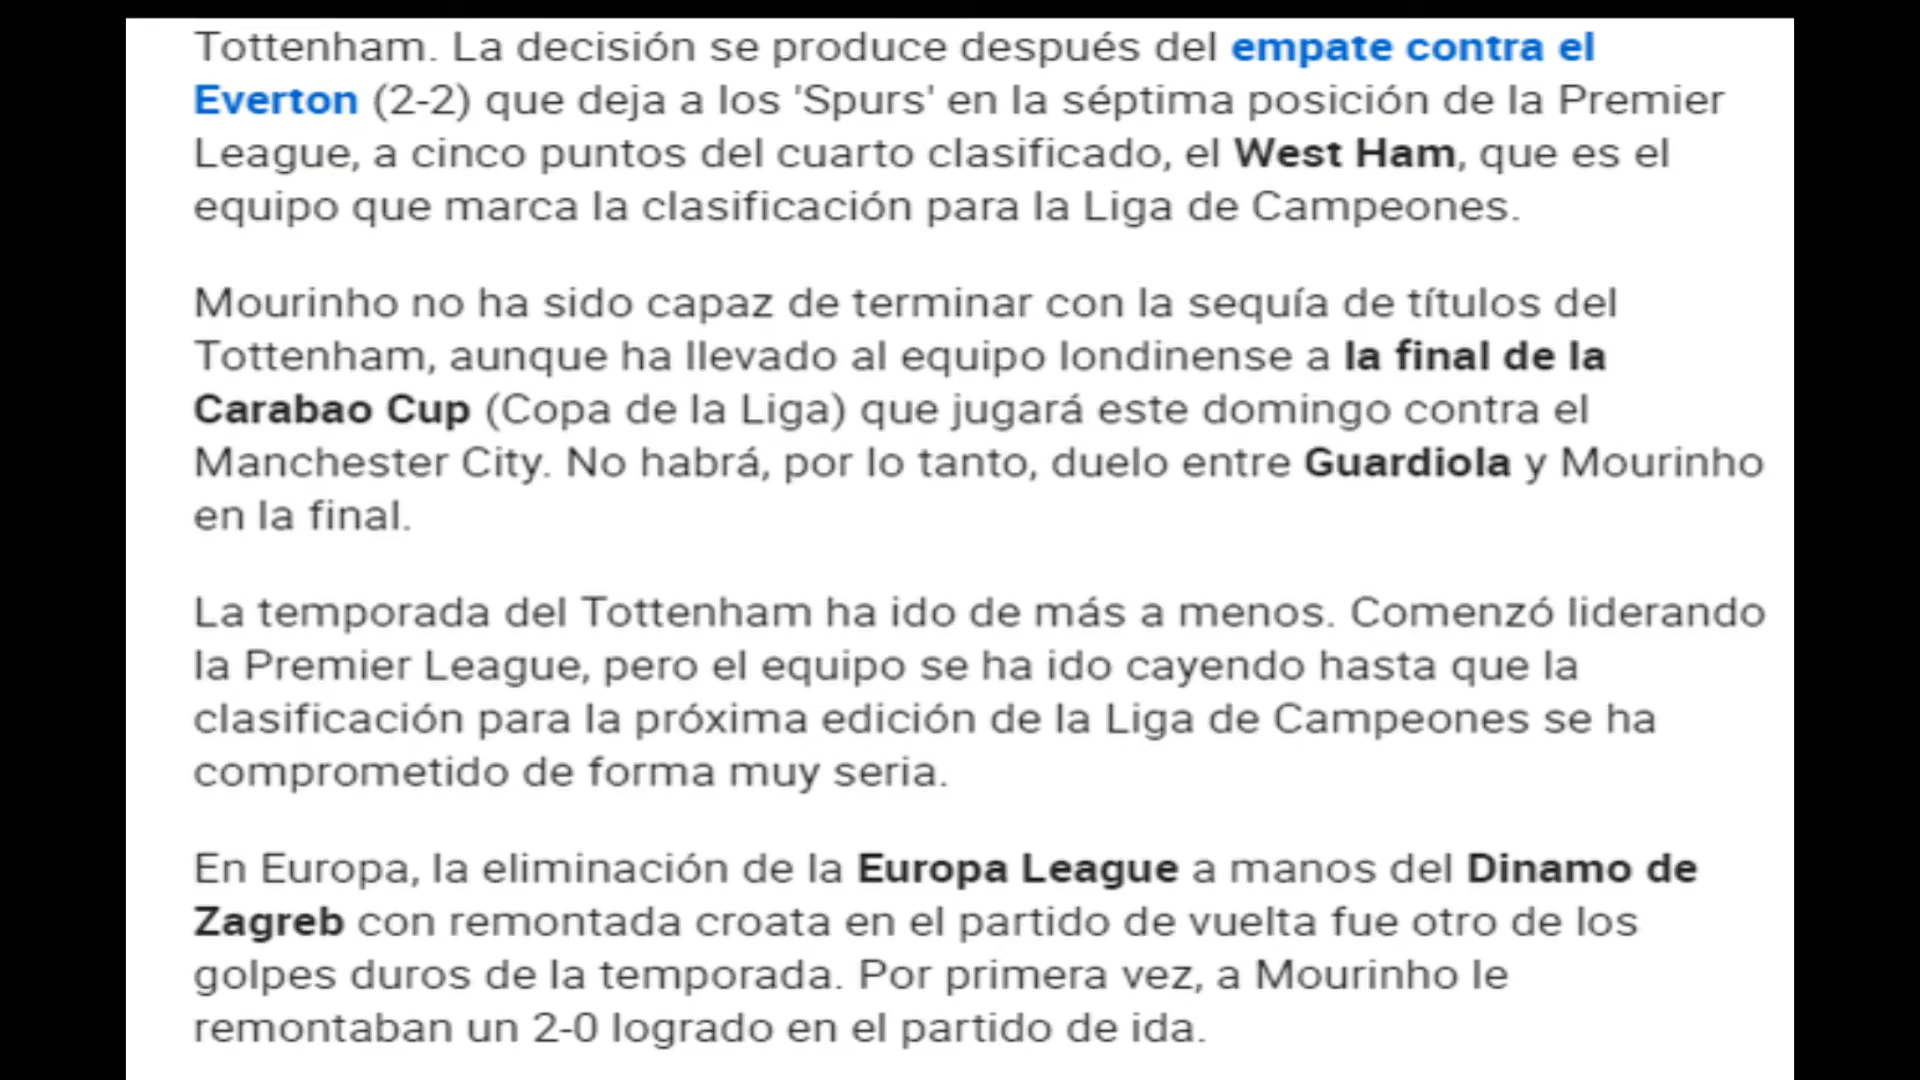 Tottenham. La decisión se produce después del empate contra el
Everton (2-2) que deja a los 'Spurs' en la séptima posición de la Premier
League, a cinco puntos del cuarto clasificado, el West Ham, que es el
equipo que marca la clasificación para la Liga de Campeones.
Mourinho no ha sido capaz de terminar con la sequía de títulos del
Tottenham, aunque ha llevado al equipo londinense a la final de la
Carabao Cup (Copa de la Liga) que jugará este domingo contra el
Manchester City. No habrá, por lo tanto, duelo entre Guardiola y Mourinho
en la final.
La temporada del Tottenham ha ido de más a menos. Comenzó liderando
la Premier League, pero el equipo se ha ido cayendo hasta que la
clasificación para la próxima edición de la Liga de Campeones se ha
comprometido de forma muy seria.
En Europa, la eliminación de la Europa League a manos del Dinamo de
Zagreb con remontada croata en el partido de vuelta fue otro de los
golpes duros de la temporada. Por primera vez, a Mourinho le
remontaban un 2-0 logrado en el partido de ida.